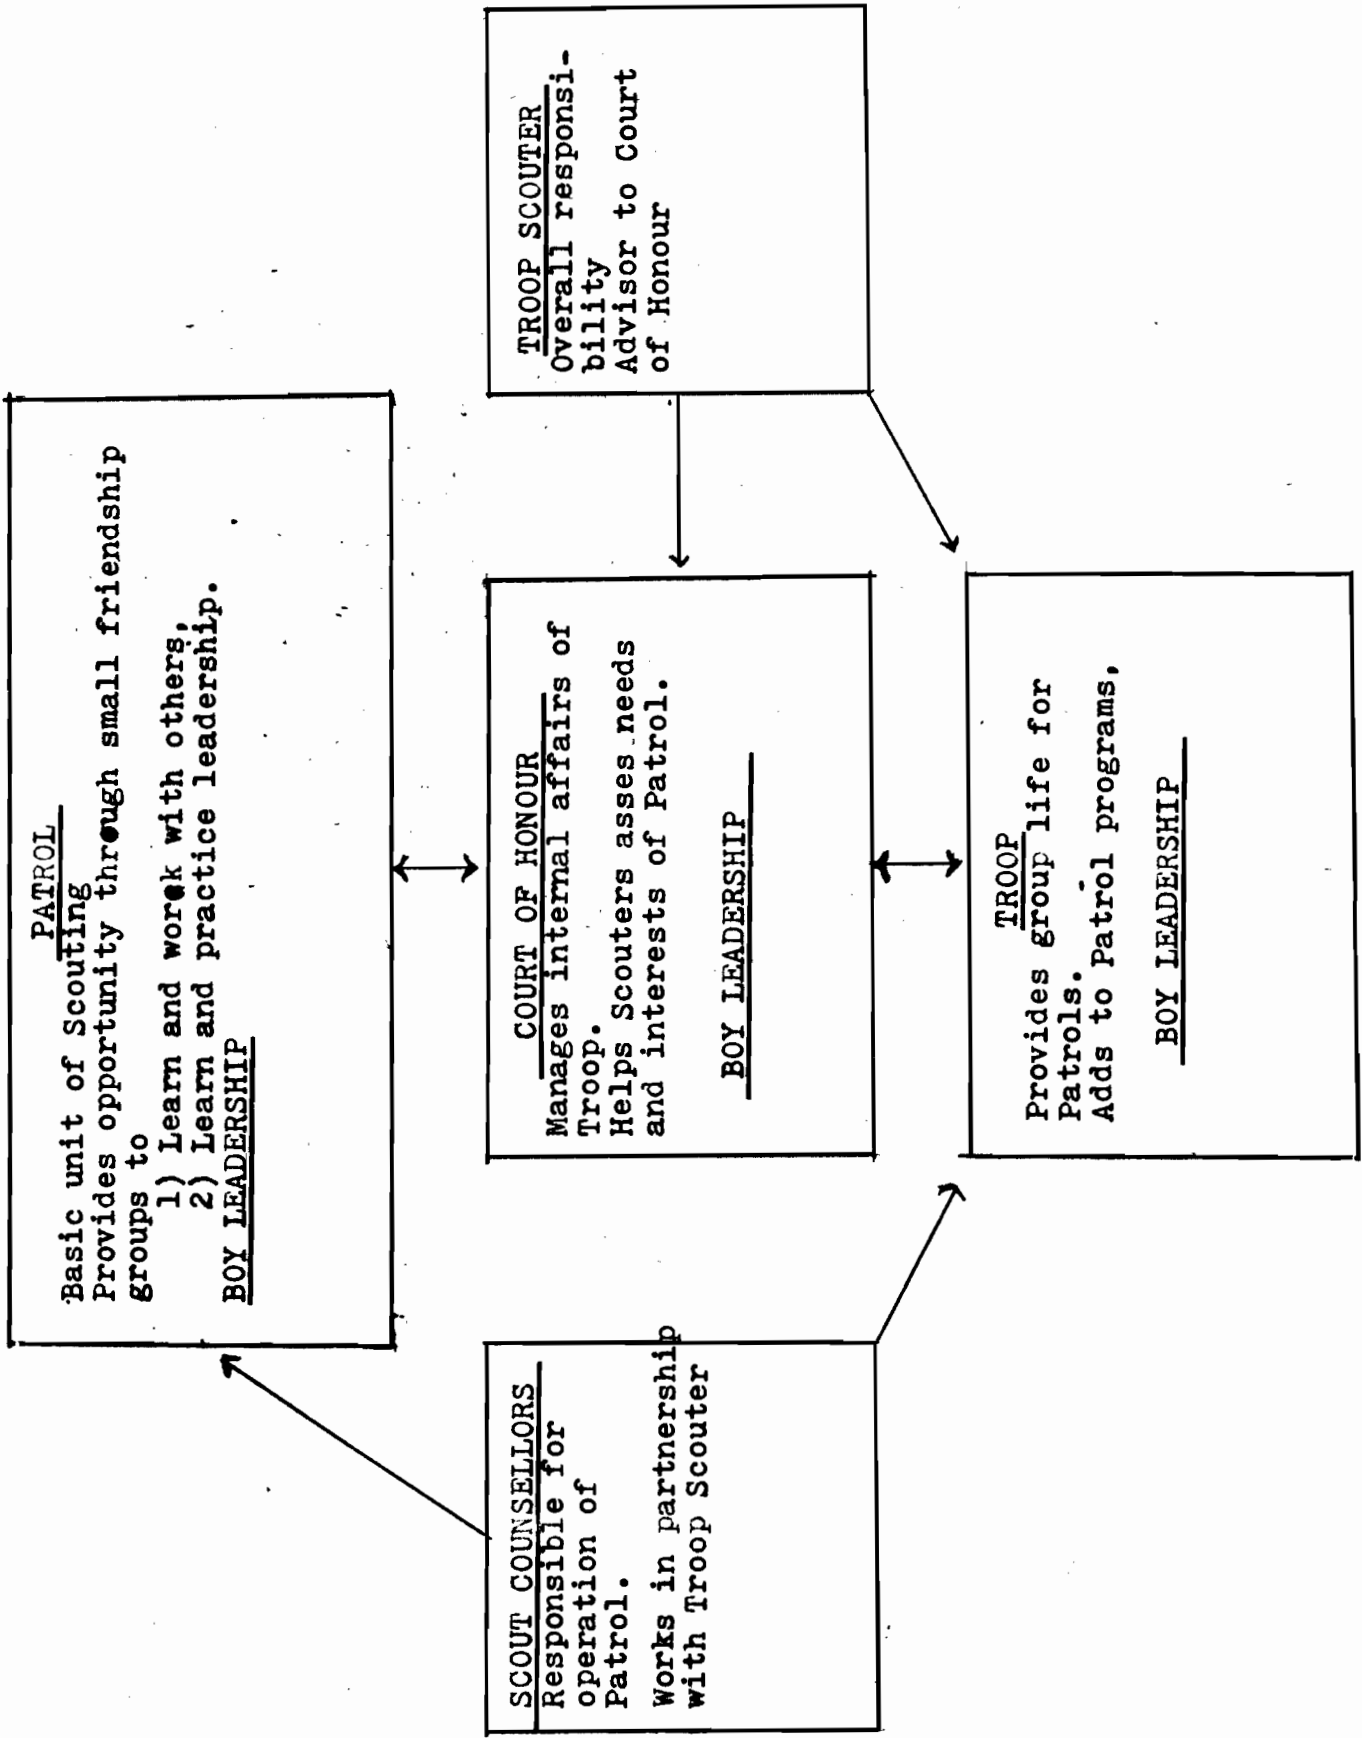 PATROL
Basic unit of Scouting
Provides opportunity through small friendship
groups to
1) Learn and work with others,
2) Learn and practice leadership.
BOY LEADERSHIP
SCOUT COUNSELLORS
Responsible for
operation of
Patrol.
Works in partnership
with Troop Scouter
COURT OF HONOUR
Manages internal affairs of
Troop.
Helps Scouters asses needs
and interests of Patrol.
BOY LEADERSHIP
TROOP SCOUTER
Overall responsi-
bility
Advisor to Court
of Honour
TROOP
Provides group life for
Patrols.
Adds to Patrol programs,
BOY LEADERSHIP